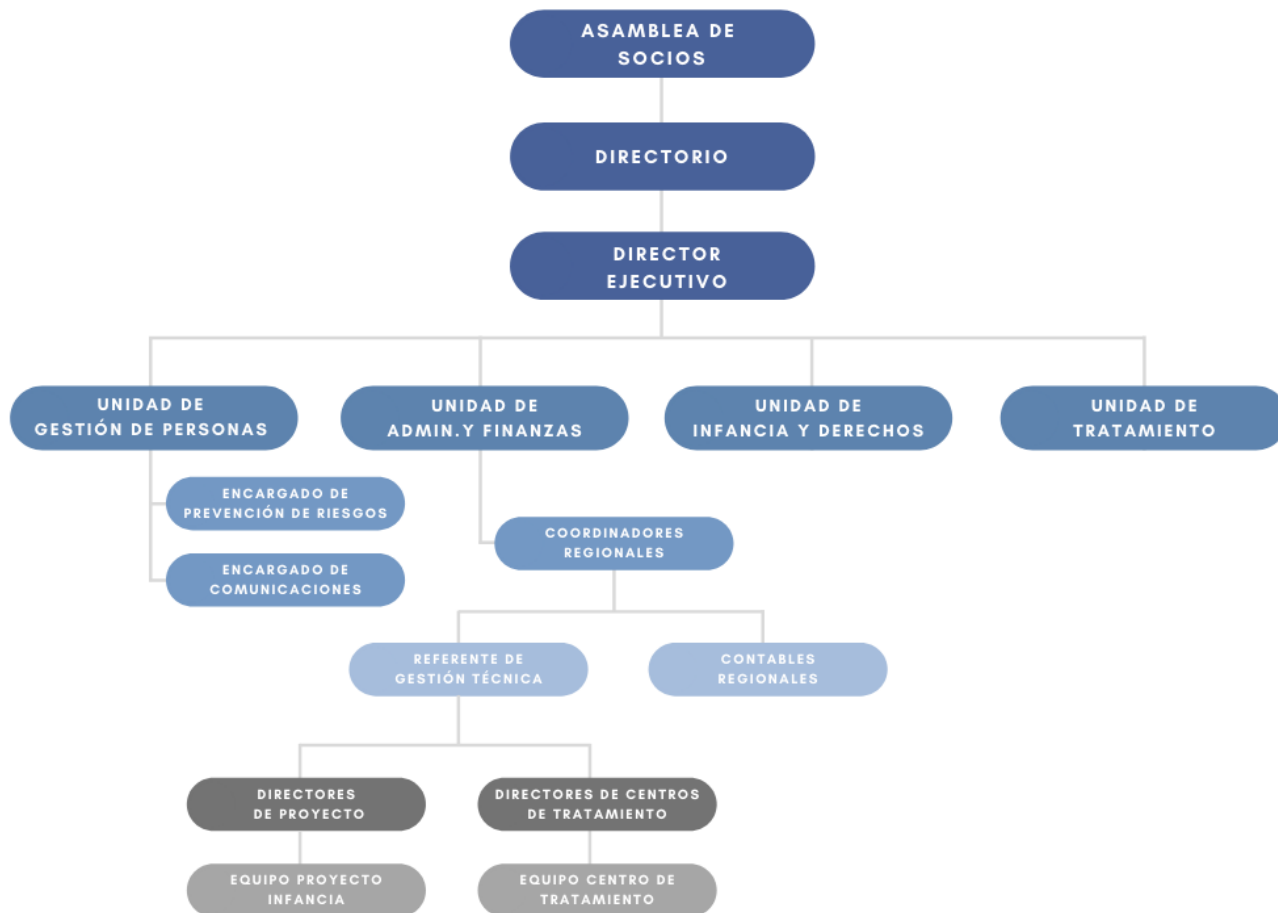 ASAMBLEA DE
SOCIOS
DIRECTORIO
DIRECTOR
EJECUTIVO
UNIDAD DE
GESTIÓN DE PERSONAS
UNIDAD DE
ADMIN.Y FINANZAS
UNIDAD DE
INFANCIA Y DERECHOS
UNIDAD DE
TRATAMIENTO
ENCARGADO DE
PREVENCIÓN DE RIESGOS
ENCARGADO DE
COMUNICACIONES
COORDINADORES
REGIONALES
REFERENTE DE
GESTIÓN TÉCNICA
CONTABLES
REGIONALES
DIRECTORES
DE PROYECTO
DIRECTORES DE CENTROS
DE TRATAMIENTO
EQUIPO PROYECTO
INFANCIA
EQUIPO CENTRO DE
TRATAMIENTO